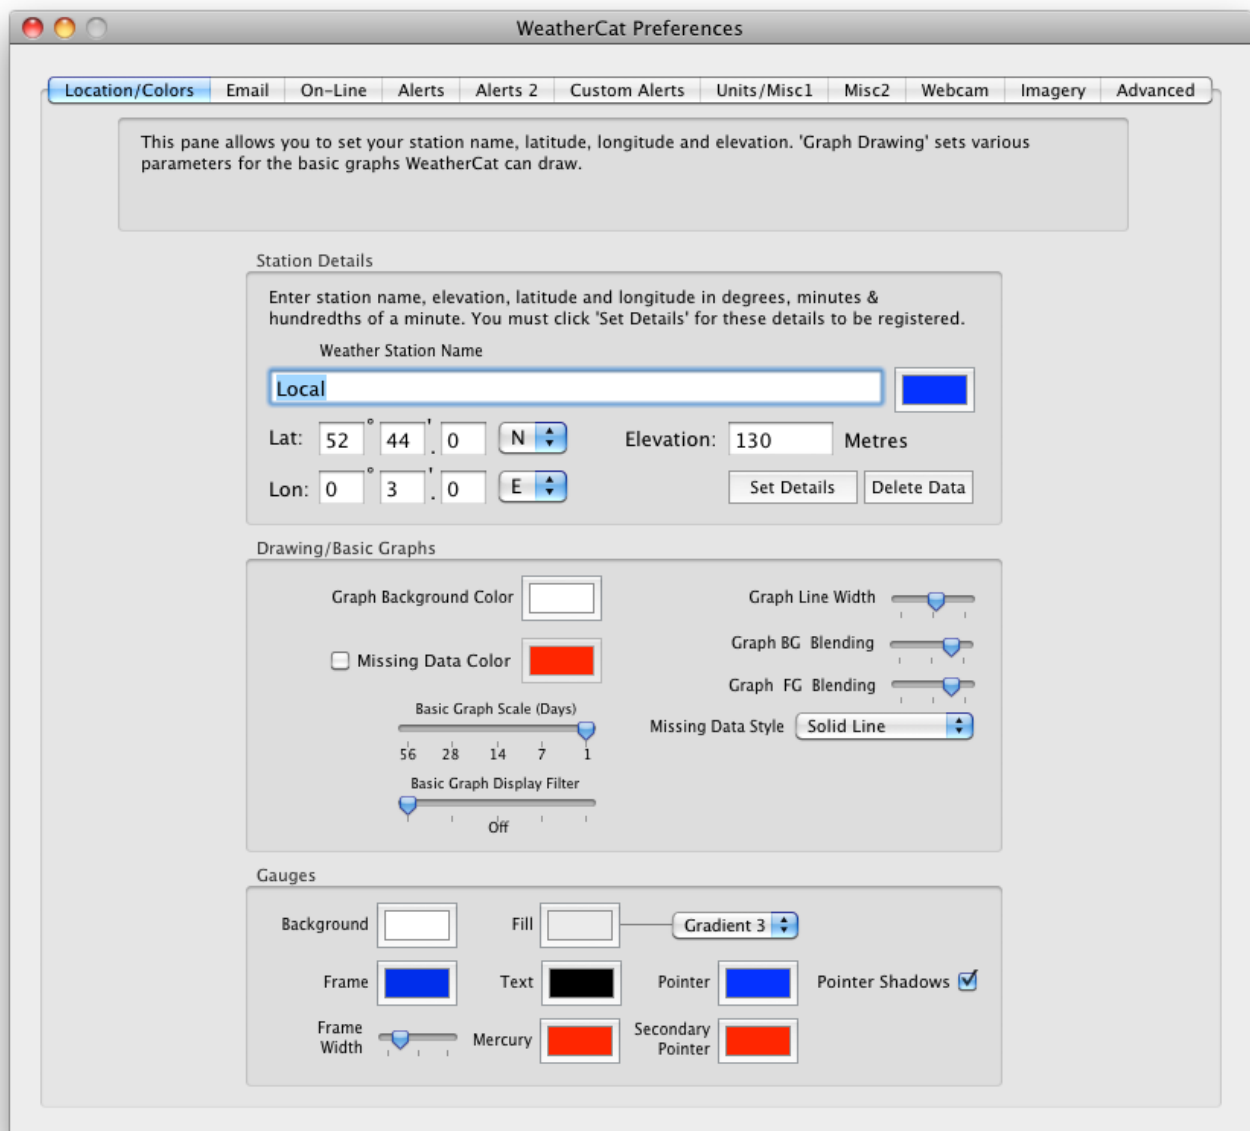 WeatherCat Preferences
Location/Colors Email On-Line Alerts Alerts 2 Custom Alerts Units/Misc1 Misc2 Webcam Imagery Advanced
This pane allows you to set your station name, latitude, longitude and elevation. 'Graph Drawing' sets various
parameters for the basic graphs WeatherCat can draw.
Station Details
Enter station name, elevation, latitude and longitude in degrees, minutes &
hundredths of a minute. You must click 'Set Details' for these details to be registered.
Weather Station Name
Local
Lat: 52 ° 44 ' . 0 N Elevation: 130 Metres
Lon: 0 ° 3 ' . 0 E Set Details Delete Data
Drawing/Basic Graphs
Graph Background Color Graph Line Width
Graph BG Blending
Missing Data Color
Graph FG Blending
Basic Graph Scale (Days)
Missing Data Style Solid Line
56 28 14 7 1
Basic Graph Display Filter
Off
Gauges
Background Fill Gradient 3
Frame Text Pointer Pointer Shadows
Frame
Width Mercury Secondary
Pointer